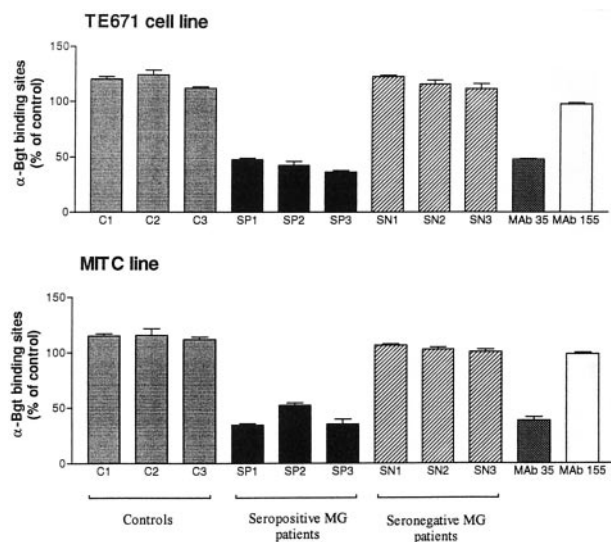 TE671 cell line
α-Bgt binding sites
(% of control)
150
100
50
0
C1 C2 C3 SP1 SP2 SP3 SN1 SN2 SN3 MAb 35 MAb 155
MITC line
α-Bgt binding sites
(% of control)
150
100
50
0
C1 C2 C3 SP1 SP2 SP3 SN1 SN2 SN3 MAb 35 MAb 155
Controls Seropositive MG Seronegative MG
patients patients